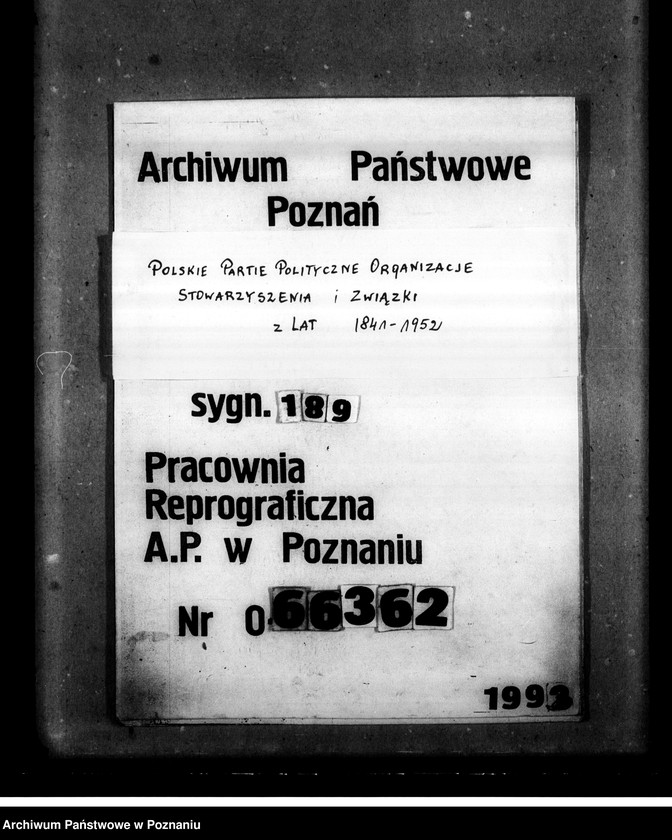 Archiwum Państwowe
Poznań
Polskie Partie Polityczne Organizacje
Stowarzyszenia i Związki
z lat 1841-1952
sygn. 189
Pracownia
Reprograficzna
A.P. w Poznaniu
Nr O-66362
1993
Archiwum Państwowe w Poznaniu